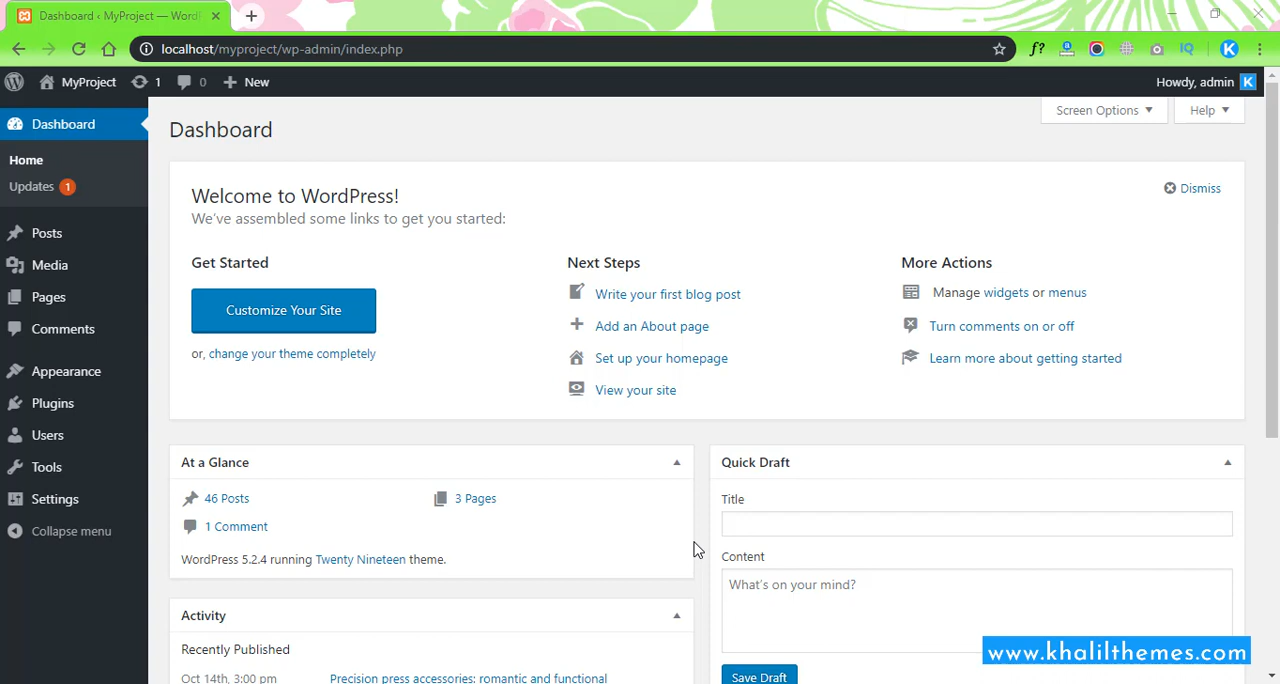 Dashboard ‹ MyProject — WordP
localhost/myproject/wp-admin/index.php
f?
IQ
K
MyProject
1
0
New
Howdy, admin
K
Dashboard
Home
Updates 1
Posts
Media
Pages
Comments
Appearance
Plugins
Users
Tools
Settings
Collapse menu
Screen Options
Help
Dashboard
Welcome to WordPress!
Dismiss
We've assembled some links to get you started:
Get Started
Customize Your Site
or, change your theme completely
Next Steps
Write your first blog post
Add an About page
Set up your homepage
View your site
More Actions
Manage widgets or menus
Turn comments on or off
Learn more about getting started
At a Glance
46 Posts
3 Pages
1 Comment
WordPress 5.2.4 running Twenty Nineteen theme.
Activity
Recently Published
Oct 14th, 3:00 pm
Precision press accessories: romantic and functional
Quick Draft
Title
Content
What's on your mind?
Save Draft
www.khalilthemes.com